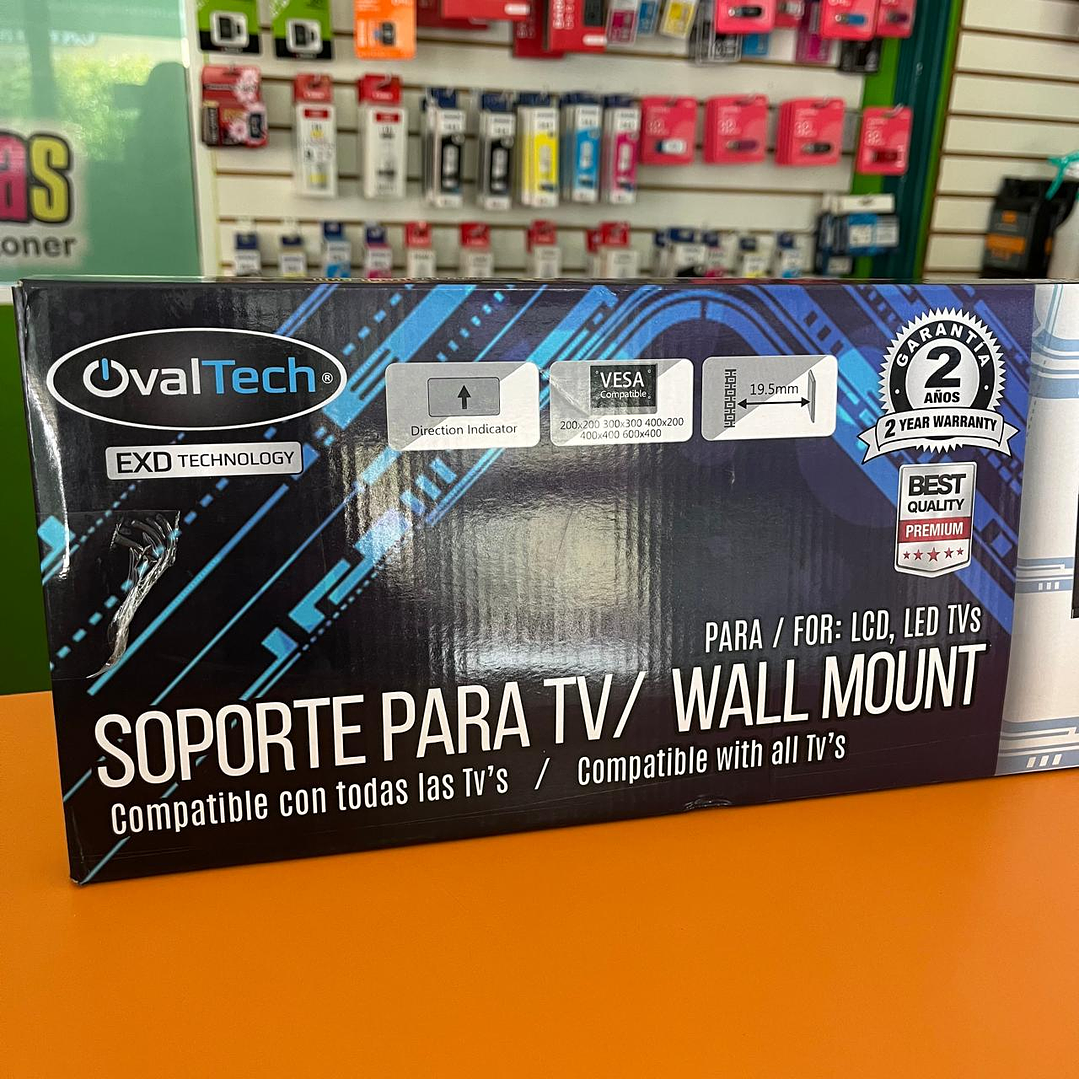 as
oner
OvalTech®
EXD TECHNOLOGY
Direction Indicator
VESA
Compatible
200x200 300x300 400x200
400x400 600x400
19.5mm
GARANTIA
2
AÑOS
2 YEAR WARRANTY
BEST
QUALITY
PREMIUM
PARA / FOR: LCD, LED TVs
SOPORTE PARA TV/ WALL MOUNT
Compatible con todas las Tv's / Compatible with all Tv's